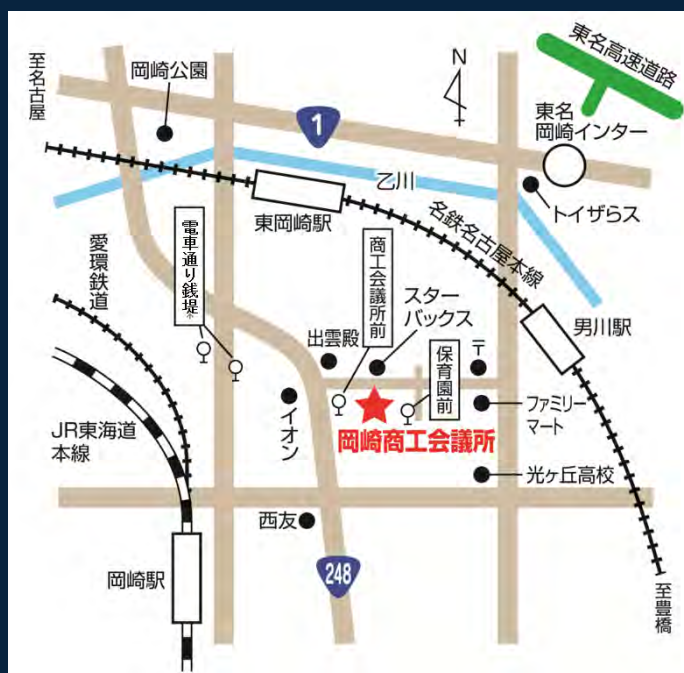 至名古屋
岡崎公園
N
東名高速道路
1
東名
岡崎インター
乙川
トイザらス
東岡崎駅
名鉄名古屋本線
愛環鉄道
電車通り銭堤
商工会議所前
スター
バックス
出雲殿
男川駅
〒
保育園前
イオン
ファミリー
マート
JR東海道
本線
岡崎商工会議所
光ヶ丘高校
西友
岡崎駅
248
至豊橋